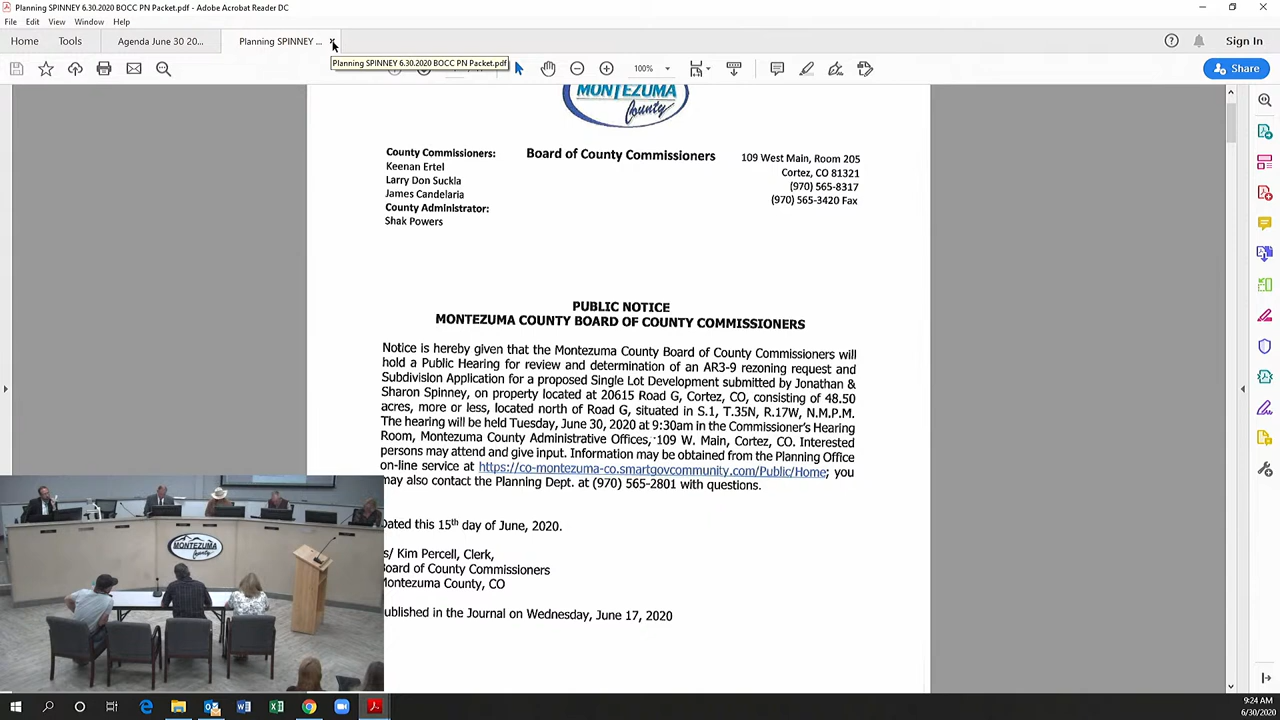 Planning SPINNEY 6.30.2020 BOCC PN Packet.pdf - Adobe Acrobat Reader DC
File Edit View Window Help
Home Tools Agenda June 30 20... Planning SPINNEY ... Sign In
Planning SPINNEY 6.30.2020 BOCC PN Packet.pdf
100%
Share
MONTEZUMA
County
County Commissioners:
Keenan Ertel
Larry Don Suckla
James Candelaria
County Administrator:
Shak Powers
Board of County Commissioners
109 West Main, Room 205
Cortez, CO 81321
(970) 565-8317
(970) 565-3420 Fax
PUBLIC NOTICE
MONTEZUMA COUNTY BOARD OF COUNTY COMMISSIONERS
Notice is hereby given that the Montezuma County Board of County Commissioners will
hold a Public Hearing for review and determination of an AR3-9 rezoning request and
Subdivision Application for a proposed Single Lot Development submitted by Jonathan &
Sharon Spinney, on property located at 20615 Road G, Cortez, CO, consisting of 48.50
acres, more or less, located north of Road G, situated in S.1, T.35N, R.17W, N.M.P.M.
The hearing will be held Tuesday, June 30, 2020 at 9:30am in the Commissioner's Hearing
Room, Montezuma County Administrative Offices, 109 W. Main, Cortez, CO. Interested
persons may attend and give input. Information may be obtained from the Planning Office
on-line service at https://co-montezuma-co.smartgovcommunity.com/Public/Home; you
may also contact the Planning Dept. at (970) 565-2801 with questions.
Dated this 15th day of June, 2020.
s/ Kim Percell, Clerk,
Board of County Commissioners
Montezuma County, CO
ublished in the Journal on Wednesday, June 17, 2020
MONTEZUMA
County
9:24 AM
6/30/2020